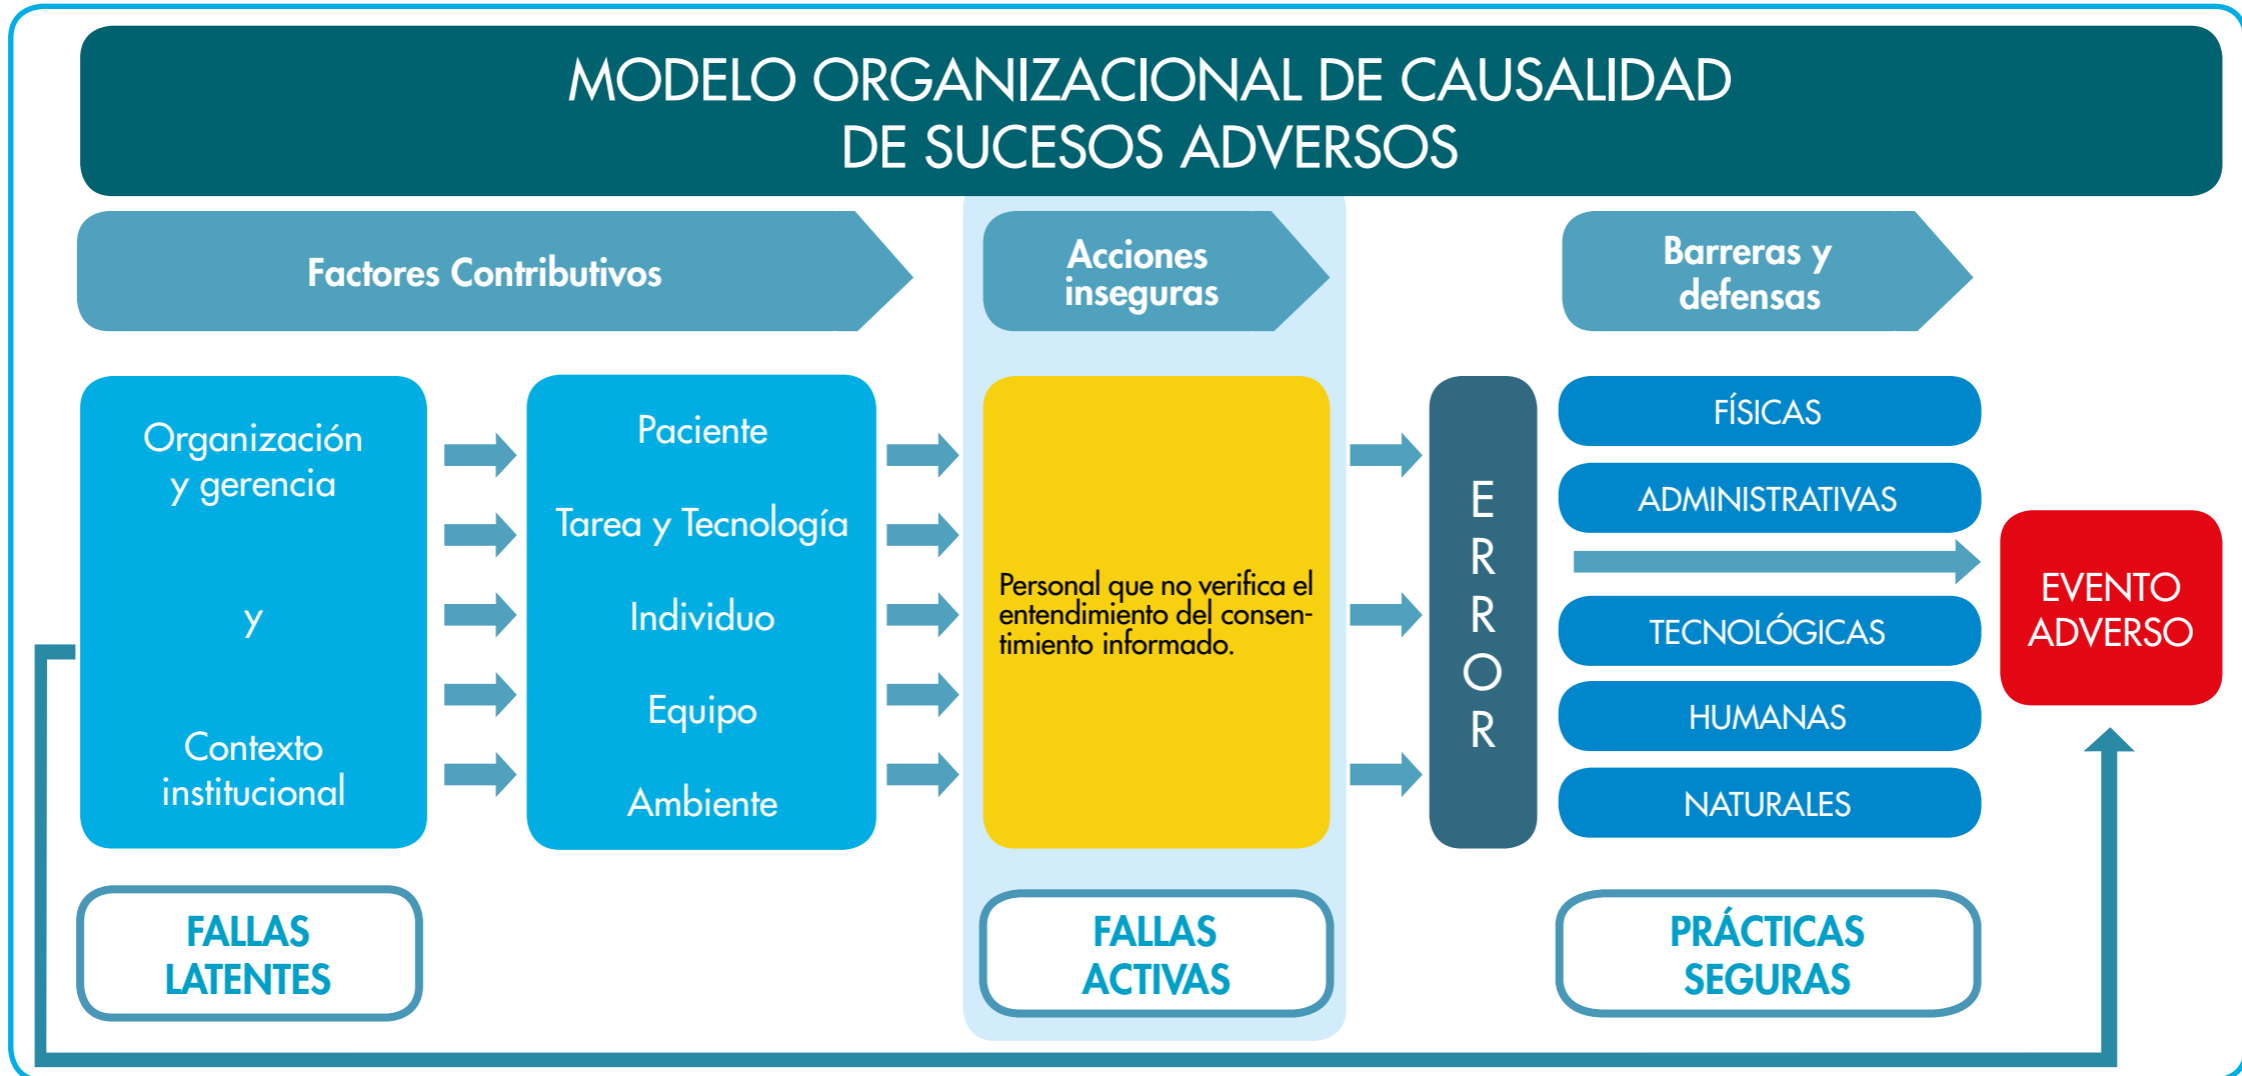 MODELO ORGANIZACIONAL DE CAUSALIDAD
DE SUCESOS ADVERSOS
Factores Contributivos
Acciones
inseguras
Barreras y
defensas
Organización
y gerencia
y
Contexto
institucional
Paciente
Tarea y Tecnología
Individuo
Equipo
Ambiente
Personal que no verifica el
entendimiento del consen-
timiento informado.
E
R
R
O
R
FÍSICAS
ADMINISTRATIVAS
TECNOLÓGICAS
HUMANAS
NATURALES
EVENTO
ADVERSO
FALLAS
LATENTES
FALLAS
ACTIVAS
PRÁCTICAS
SEGURAS